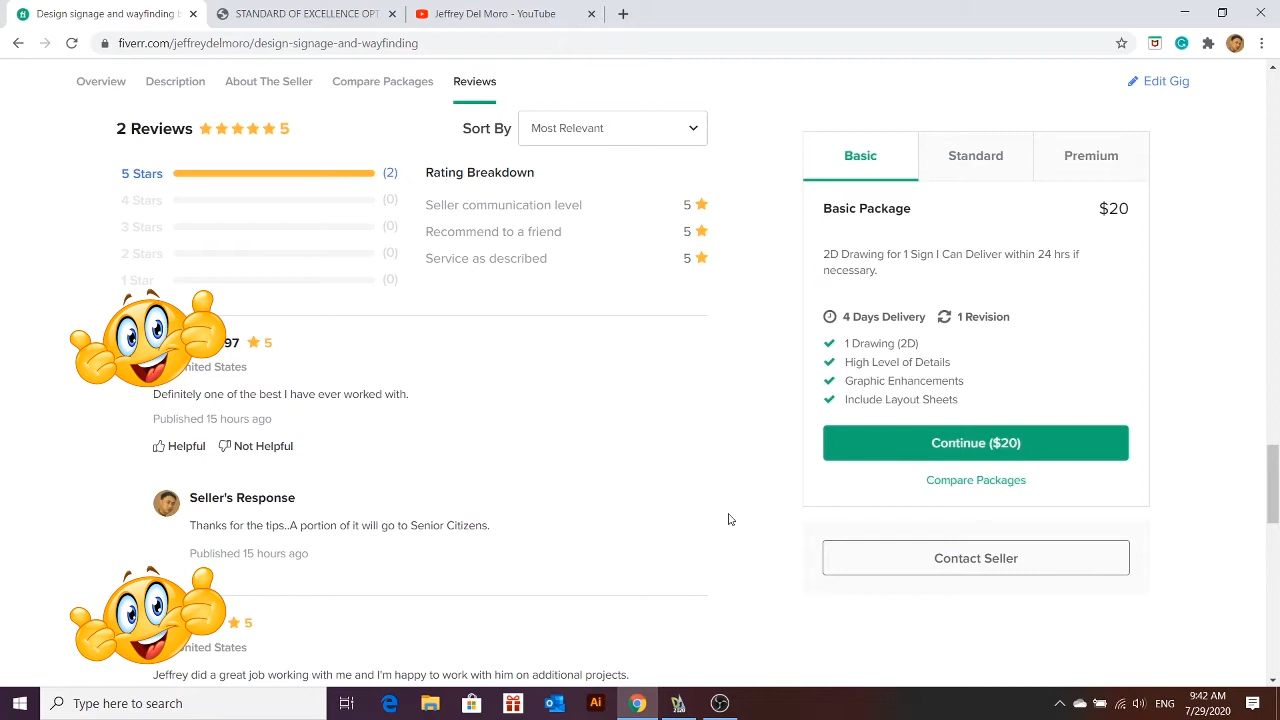 Design signage and wayfinding b
STANDARD OF EXCELLENCE OPT
Jeffrey Del Moro - YouTube
fiverr.com/jeffreydelmoro/design-signage-and-wayfinding
Overview
Description
About The Seller
Compare Packages
Reviews
Edit Gig
2 Reviews 5
Sort By
Most Relevant
5 Stars (2)
4 Stars (0)
3 Stars (0)
2 Stars (0)
1 Star (0)
Rating Breakdown
Seller communication level 5
Recommend to a friend 5
Service as described 5
97 5
nited States
Definitely one of the best I have ever worked with.
Published 15 hours ago
Helpful Not Helpful
Seller's Response
Thanks for the tips..A portion of it will go to Senior Citizens.
Published 15 hours ago
5
nited States
Jeffrey did a great job working with me and I'm happy to work with him on additional projects.
Basic
Standard
Premium
Basic Package $20
2D Drawing for 1 Sign I Can Deliver within 24 hrs if
necessary.
4 Days Delivery 1 Revision
1 Drawing (2D)
High Level of Details
Graphic Enhancements
Include Layout Sheets
Continue ($20)
Compare Packages
Contact Seller
Type here to search
Ai
ENG
9:42 AM
7/29/2020